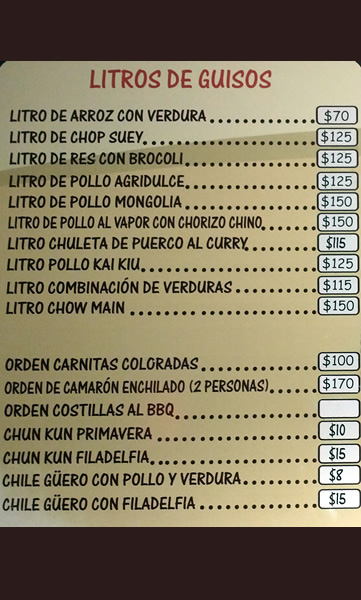 LITROS DE GUISOS
LITRO DE ARROZ CON VERDURA $70
LITRO DE CHOP SUEY $125
LITRO DE RES CON BROCOLI $125
LITRO DE POLLO AGRIDULCE $125
LITRO DE POLLO MONGOLIA $150
LITRO DE POLLO AL VAPOR CON CHORIZO CHINO $150
LITRO CHULETA DE PUERCO AL CURRY $115
LITRO POLLO KAI KIU $125
LITRO COMBINACIÓN DE VERDURAS $115
LITRO CHOW MAIN $150
ORDEN CARNITAS COLGRADAS $100
ORDEN DE CAMARÓN ENCHILADO (2 PERSONAS) $170
ORDEN COSTILLAS AL BBQ
CHUN KUN PRIMAVERA $10
CHUN KUN FILADELFIA $15
CHILE GÜERO CON POLLO Y VERDURA $8
CHILE GÜERO CON FILADELFIA $15